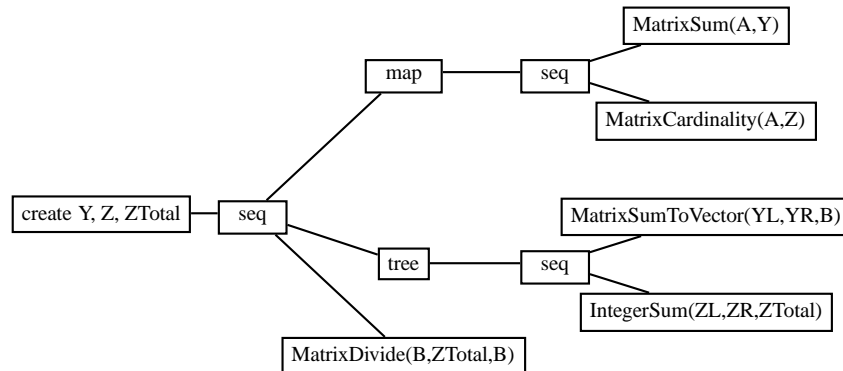 MatrixSum(A,Y)
map
seq
MatrixCardinality(A,Z)
create Y, Z, ZTotal
seq
MatrixSumToVector(YL,YR,B)
tree
seq
IntegerSum(ZL,ZR,ZTotal)
MatrixDivide(B,ZTotal,B)